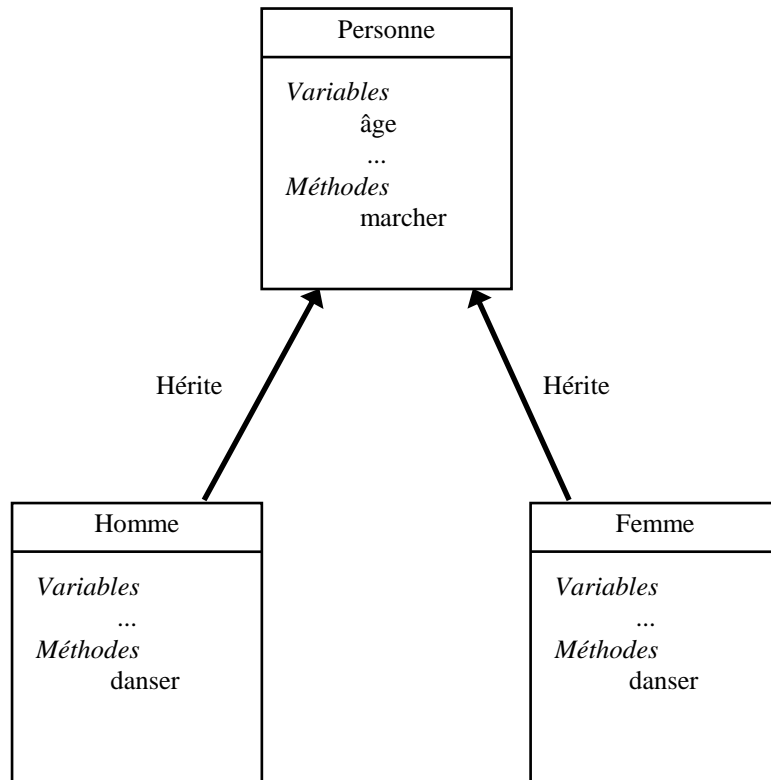 Personne
Variables
âge
...
Méthodes
marcher
Hérite
Hérite
Homme
Variables
...
Méthodes
danser
Femme
Variables
...
Méthodes
danser